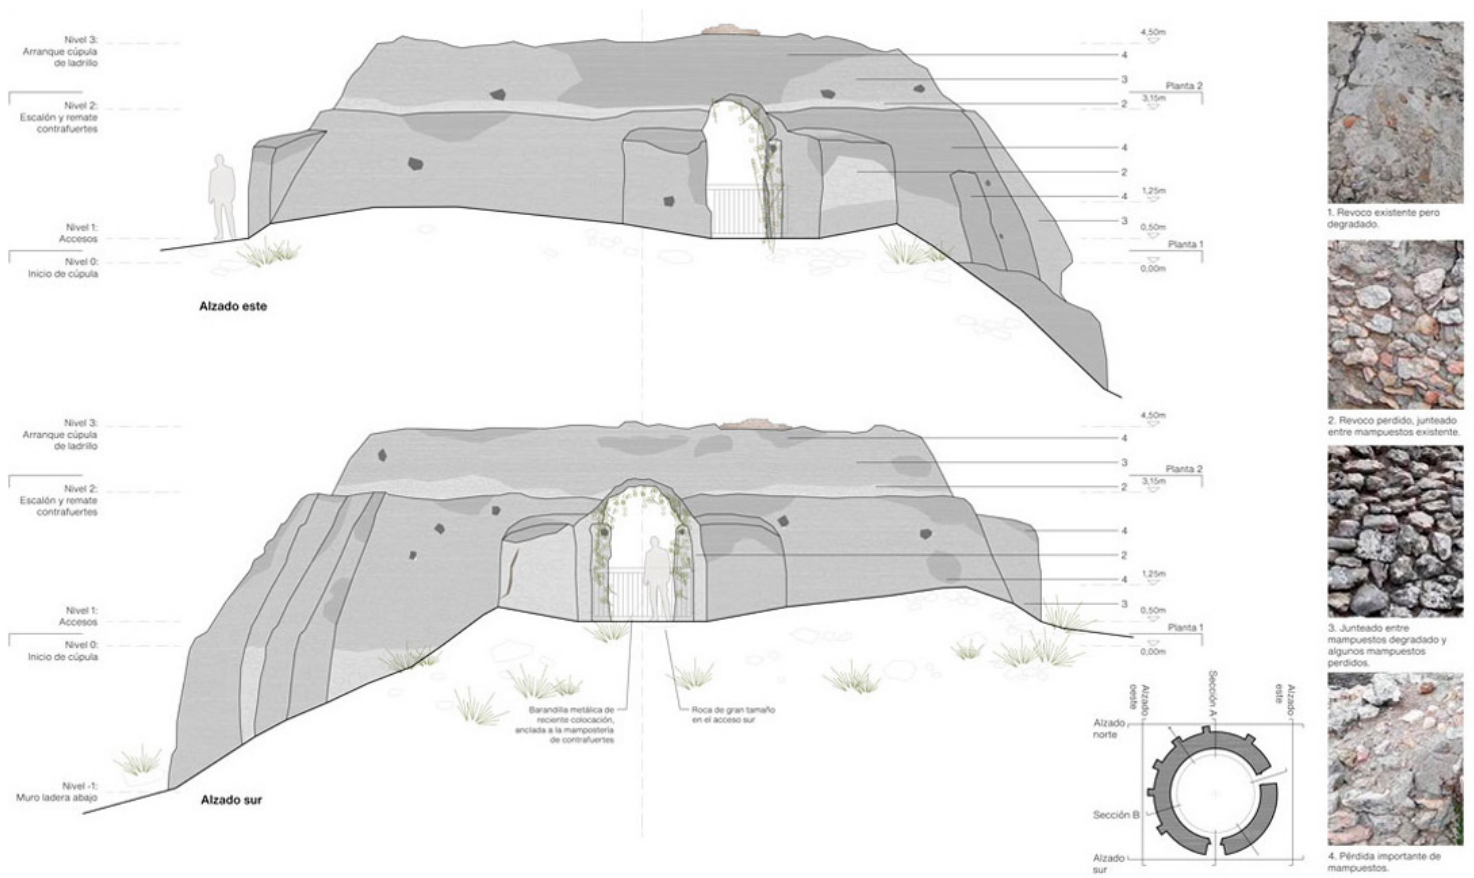 Nivel 3:
Arranque cúpula
de ladrillo
Nivel 2:
Escalón y remate
contrafuertes
Nivel 1:
Accesos
Nivel 0:
Inicio de cúpula
4,50m
4
3
Planta 2
2
3,15m
4
2
1,25m
4
3
0,50m
Planta 1
0,00m
Alzado este
Nivel 3:
Arranque cúpula
de ladrillo
Nivel 2:
Escalón y remate
contrafuertes
Nivel 1:
Accesos
Nivel 0:
Inicio de cúpula
Nivel -1:
Muro ladera abajo
4,50m
4
3
Planta 2
2
3,15m
4
2
1,25m
4
3
0,50m
Planta 1
0,00m
Barandilla metálica de
reciente colocación,
anclada a la mampostería
de contrafuertes
Roca de gran tamaño
en el acceso sur
Alzado sur
Alzado
oeste
Sección A
Alzado
este
Alzado
norte
Sección B
Alzado
sur
1. Revoco existente pero
degradado.
2. Revoco perdido, junteado
entre mampuestos existente.
3. Junteado entre
mampuestos degradado y
algunos mampuestos
perdidos.
4. Pérdida importante de
mampuestos.